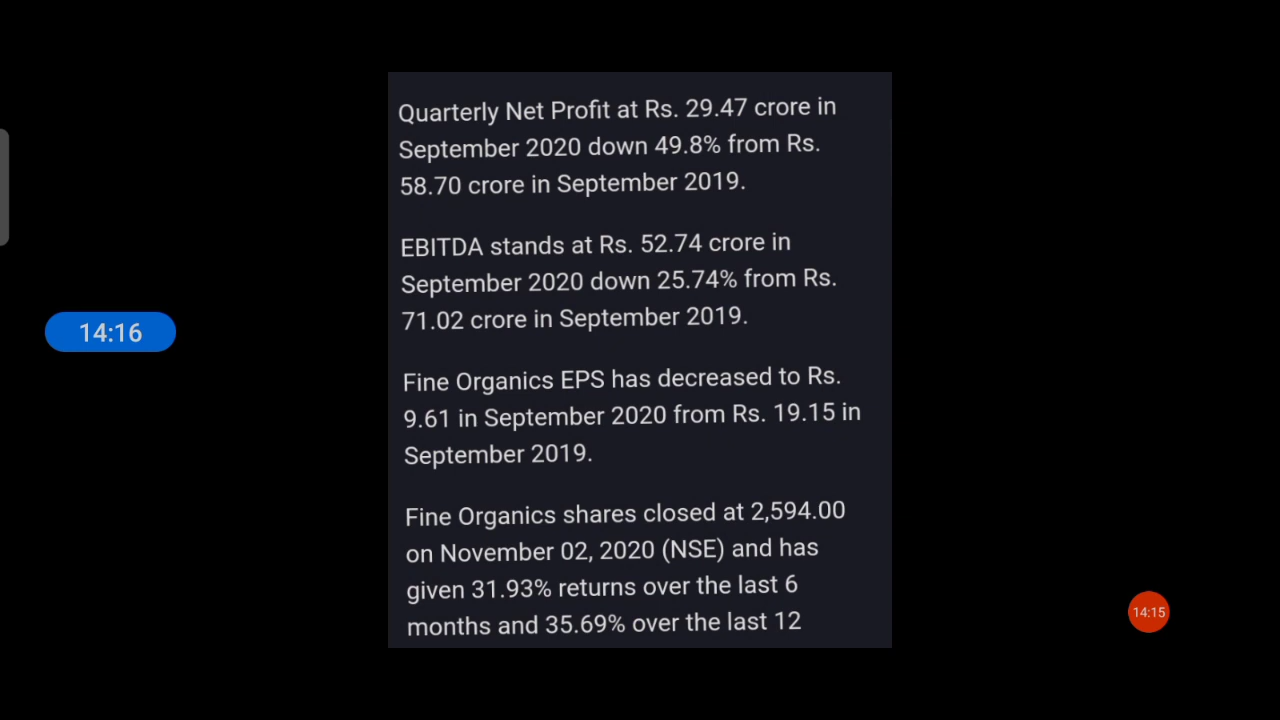 Quarterly Net Profit at Rs. 29.47 crore in
September 2020 down 49.8% from Rs.
58.70 crore in September 2019.
EBITDA stands at Rs. 52.74 crore in
September 2020 down 25.74% from Rs.
71.02 crore in September 2019.
14:16
Fine Organics EPS has decreased to Rs.
9.61 in September 2020 from Rs. 19.15 in
September 2019.
Fine Organics shares closed at 2,594.00
on November 02, 2020 (NSE) and has
given 31.93% returns over the last 6
months and 35.69% over the last 12
14:15